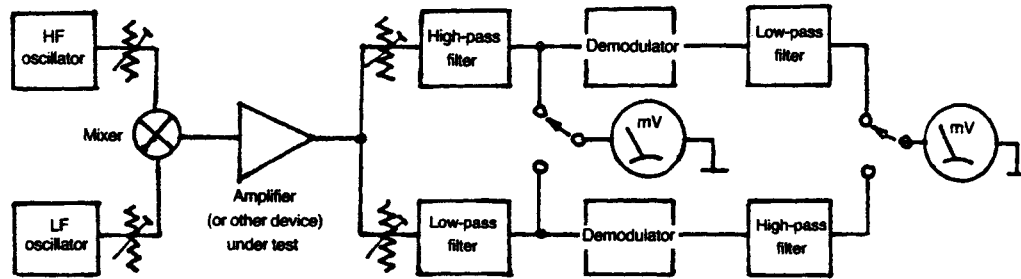 HF
oscillator
High-pass
filter
Demodulator
Low-pass
filter
Mixer
mV
mV
Amplifier
(or other device)
under test
LF
oscillator
Low-pass
filter
Demodulator
High-pass
filter